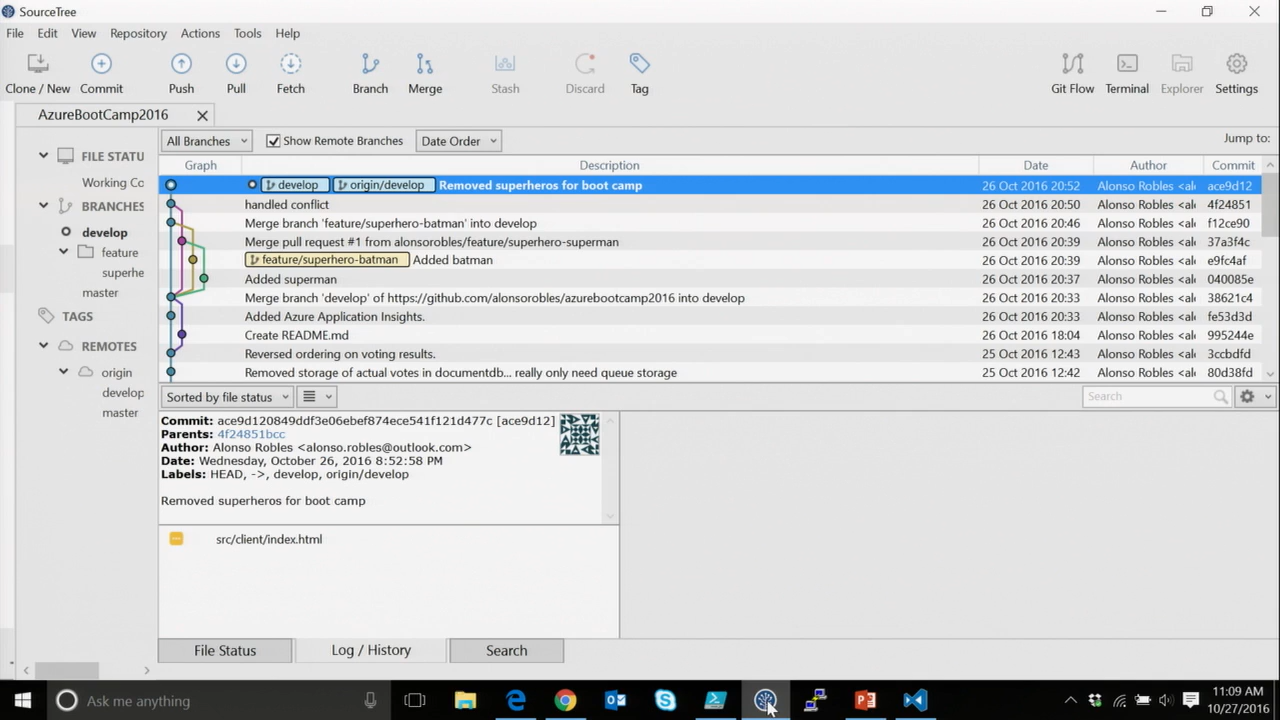 SourceTree
File Edit View Repository Actions Tools Help
Clone / New Commit Push Pull Fetch Branch Merge Stash Discard Tag Git Flow Terminal Explorer Settings
AzureBootCamp2016
All Branches Show Remote Branches Date Order Jump to:
FILE STATU
Working Co
BRANCHES
develop
feature
superhe
master
TAGS
REMOTES
origin
develop
master
Graph Description Date Author Commit
develop origin/develop Removed superheros for boot camp 26 Oct 2016 20:52 Alonso Robles <al ace9d12
handled conflict 26 Oct 2016 20:50 Alonso Robles <al 4f24851
Merge branch 'feature/superhero-batman' into develop 26 Oct 2016 20:46 Alonso Robles <al f12ce90
Merge pull request #1 from alonsorobles/feature/superhero-superman 26 Oct 2016 20:39 Alonso Robles <al 37a3f4c
feature/superhero-batman Added batman 26 Oct 2016 20:39 Alonso Robles <al e9fc4af
Added superman 26 Oct 2016 20:37 Alonso Robles <al 040085e
Merge branch 'develop' of https://github.com/alonsorobles/azurebootcamp2016 into develop 26 Oct 2016 20:33 Alonso Robles <al 38621c4
Added Azure Application Insights. 26 Oct 2016 20:33 Alonso Robles <al fe53d3d
Create README.md 26 Oct 2016 18:04 Alonso Robles <al 995244e
Reversed ordering on voting results. 25 Oct 2016 12:43 Alonso Robles <al 3ccbdfd
Removed storage of actual votes in documentdb... really only need queue storage 25 Oct 2016 12:42 Alonso Robles <al 80d38fd
Sorted by file status Search
Commit: ace9d120849ddf3e06ebef874ece541f121d477c [ace9d12]
Parents: 4f24851bcc
Author: Alonso Robles <alonso.robles@outlook.com>
Date: Wednesday, October 26, 2016 8:52:58 PM
Labels: HEAD, ->, develop, origin/develop
Removed superheros for boot camp
src/client/index.html
File Status Log / History Search
Ask me anything
11:09 AM
10/27/2016